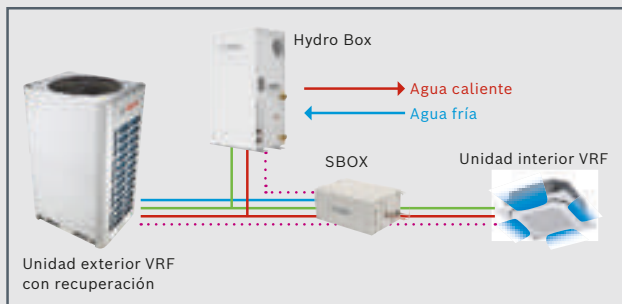 Hydro Box
Agua caliente
Agua fría
SBOX
Unidad interior VRF
Unidad exterior VRF
con recuperación